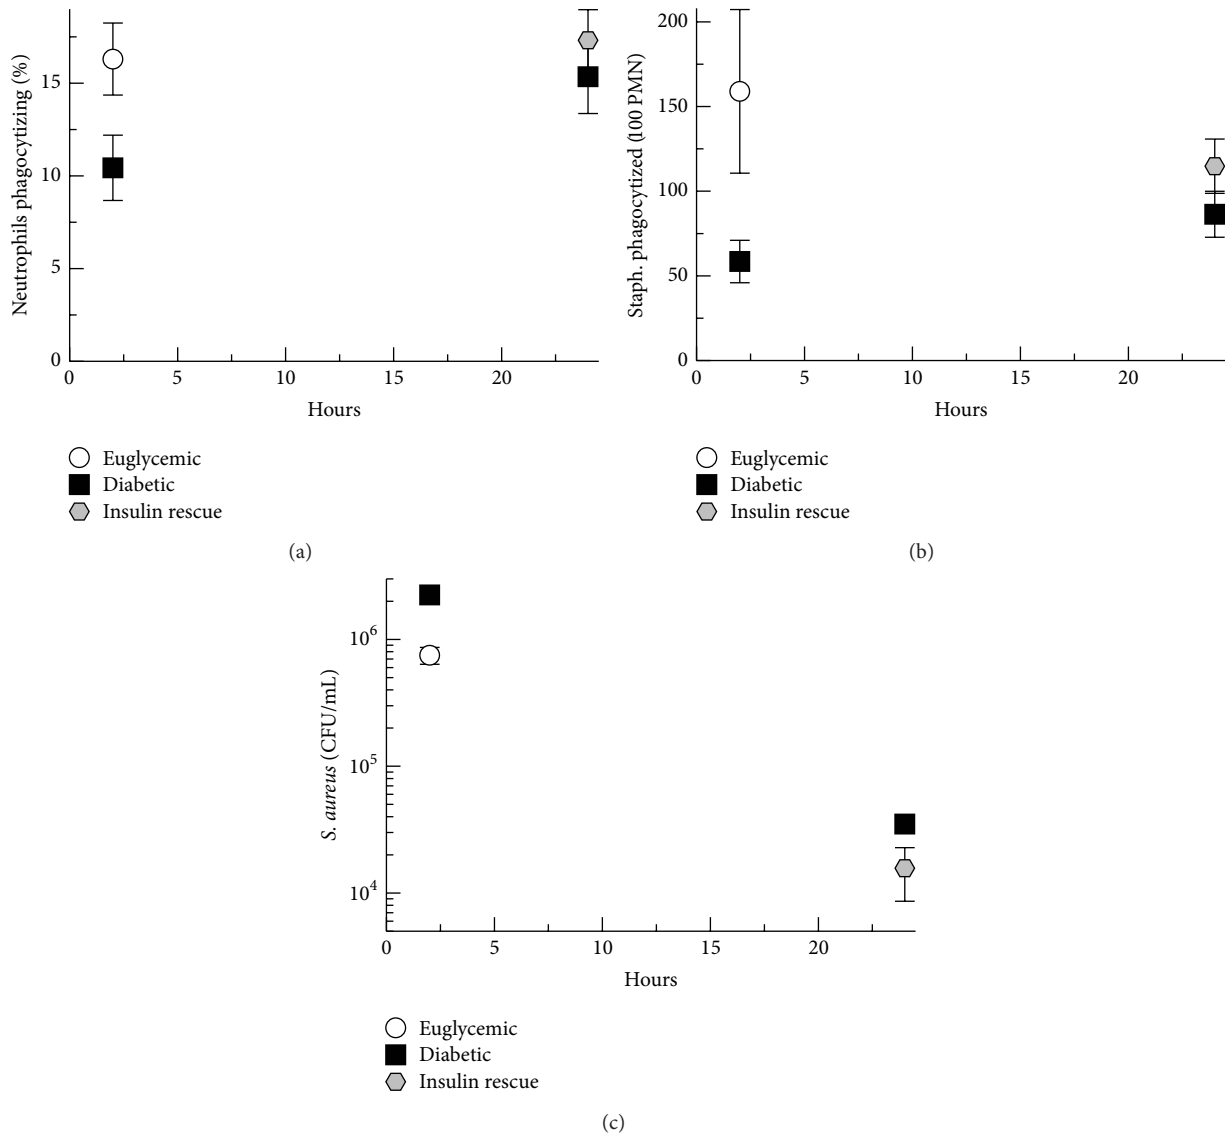 Neutrophils phagocytizing (%)
15
10
5
0
0 5 10 15 20
Hours
Euglycemic
Diabetic
Insulin rescue
(a)
Staph. phagocytized (100 PMN)
200
150
100
50
0
0 5 10 15 20
Hours
Euglycemic
Diabetic
Insulin rescue
(b)
S. aureus (CFU/mL)
10^6
10^5
10^4
0 5 10 15 20
Hours
Euglycemic
Diabetic
Insulin rescue
(c)